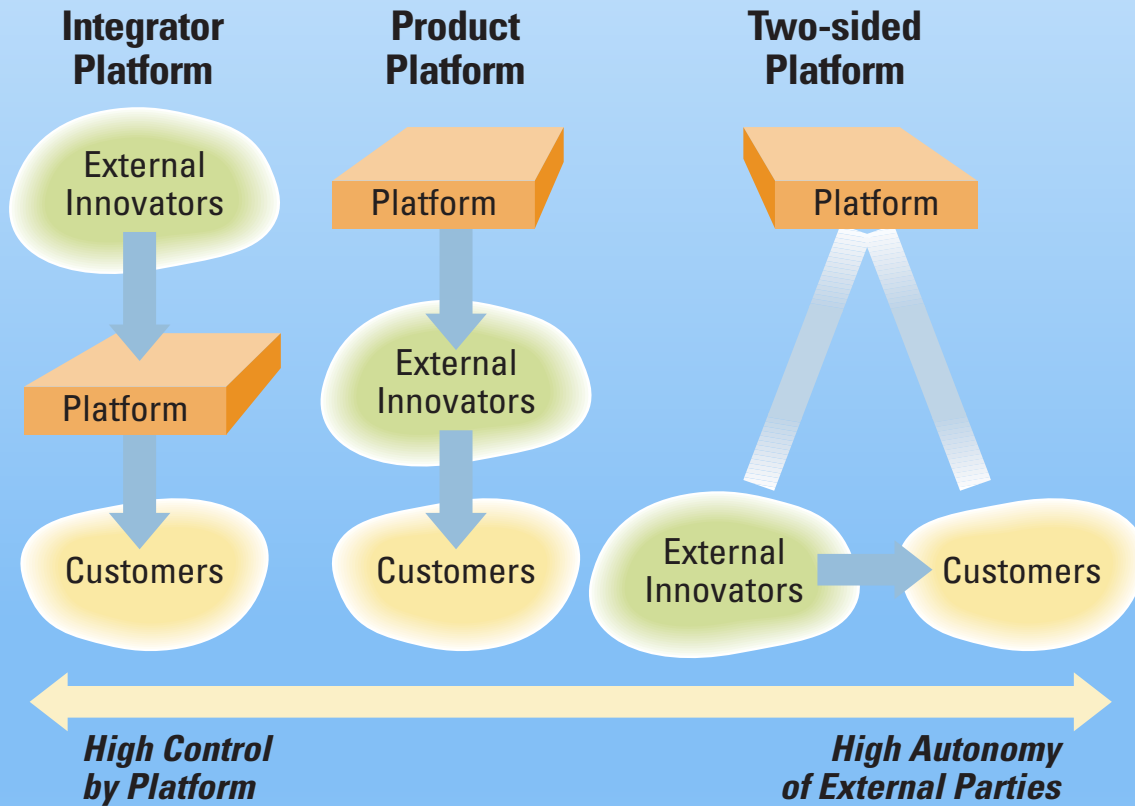 Integrator
Platform
External
Innovators
Platform
Customers
Product
Platform
Platform
External
Innovators
Customers
Two-sided
Platform
Platform
External
Innovators
Customers
High Control
by Platform
High Autonomy
of External Parties